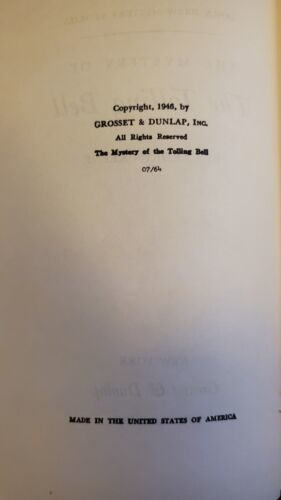 Copyright, 1946, by
GROSSET & DUNLAP, INC.
All Rights Reserved
The Mystery of the Tolling Bell
07/64
MADE IN THE UNITED STATES OF AMERICA